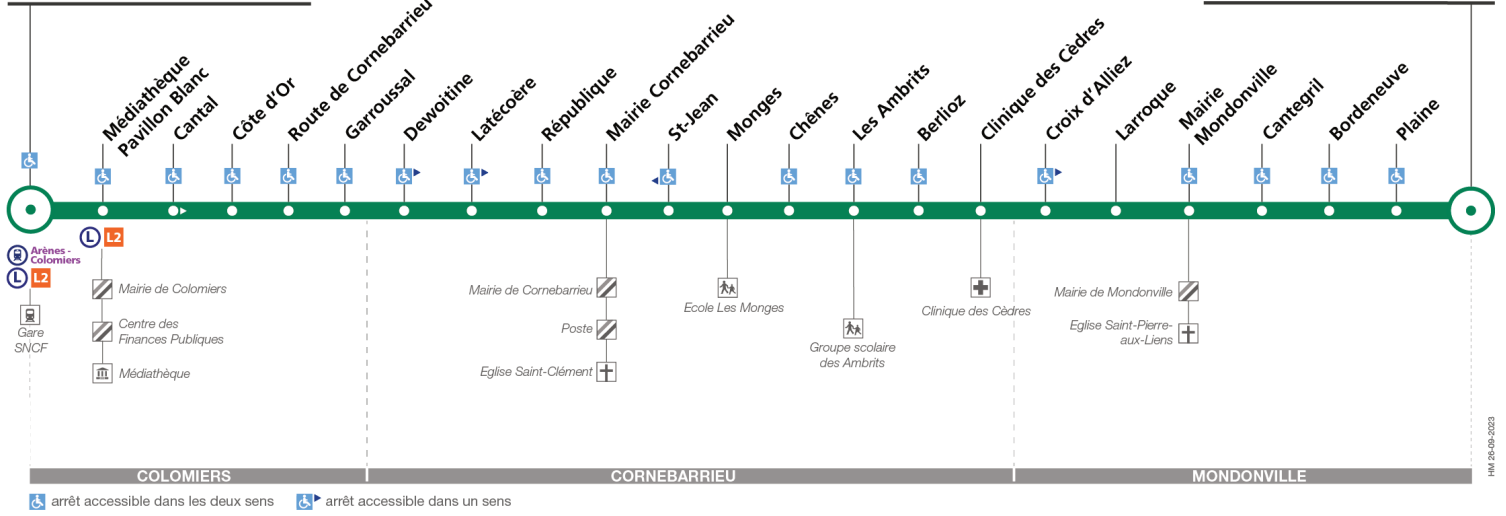 Médiathèque
Pavillon Blanc
Cantal
Côte d'Or
Route de Cornebarrieu
Garroussal
Dewoitine
Latécoère
République
Mairie Cornebarrieu
St-Jean
Monges
Chênes
Les Ambrits
Berlioz
Clinique des Cèdres
Croix d'Alliez
Larroque
Mairie
Mondonville
Cantegril
Bordeneuve
Plaine
Arènes -
Colomiers
L L2
Gare
SNCF
L L2
Mairie de Colomiers
Centre des
Finances Publiques
Médiathèque
Mairie de Cornebarrieu
Poste
Eglise Saint-Clément
Ecole Les Monges
Groupe scolaire
des Ambrits
Clinique des Cèdres
Mairie de Mondonville
Eglise Saint-Pierre-
aux-Liens
HM 26-09-2023
COLOMIERS
CORNEBARRIEU
MONDONVILLE
arrêt accessible dans les deux sens
arrêt accessible dans un sens